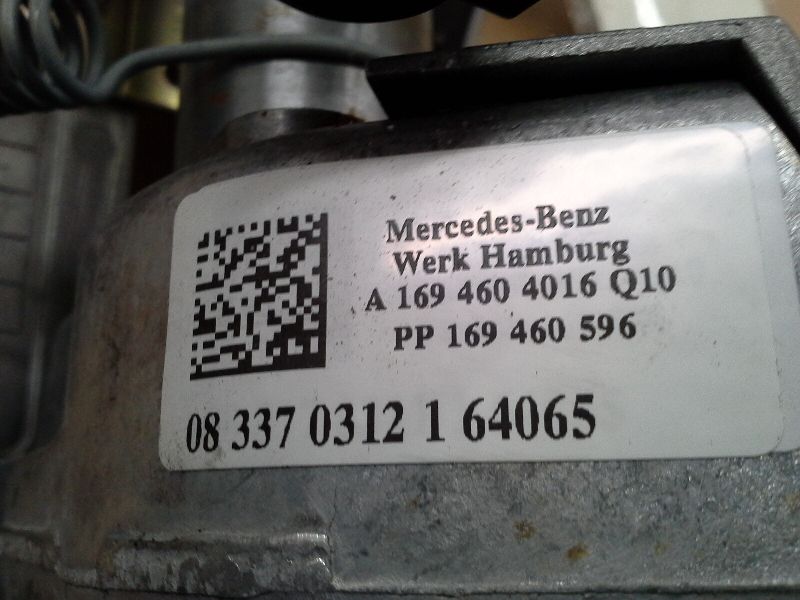 Mercedes-Benz
Werk Hamburg
A 169 460 4016 Q10
PP 169 460 596
08 337 0312 1 64065